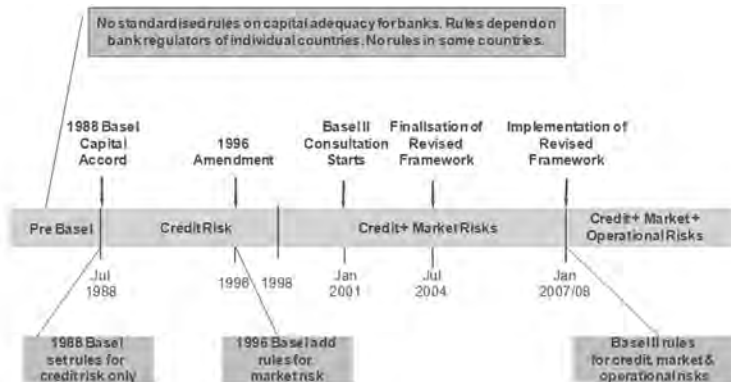 No standardised rules on capital adequacy for banks. Rules depend on
bank regulators of individual countries. No rules in some countries.
1988 Basel
Capital
Accord
1996
Amendment
Basel II
Consultation
Starts
Finalisation of
Revised
Framework
Implementation of
Revised
Framework
Pre Basel
Credit Risk
Credit + Market Risks
Credit + Market +
Operational Risks
Jul
1988
1996
1998
Jan
2001
Jul
2004
Jan
2007/08
1988 Basel
set rules for
credit risk only
1996 Basel add
rules for
market risk
Basel II rules
for credit, market &
operational risks